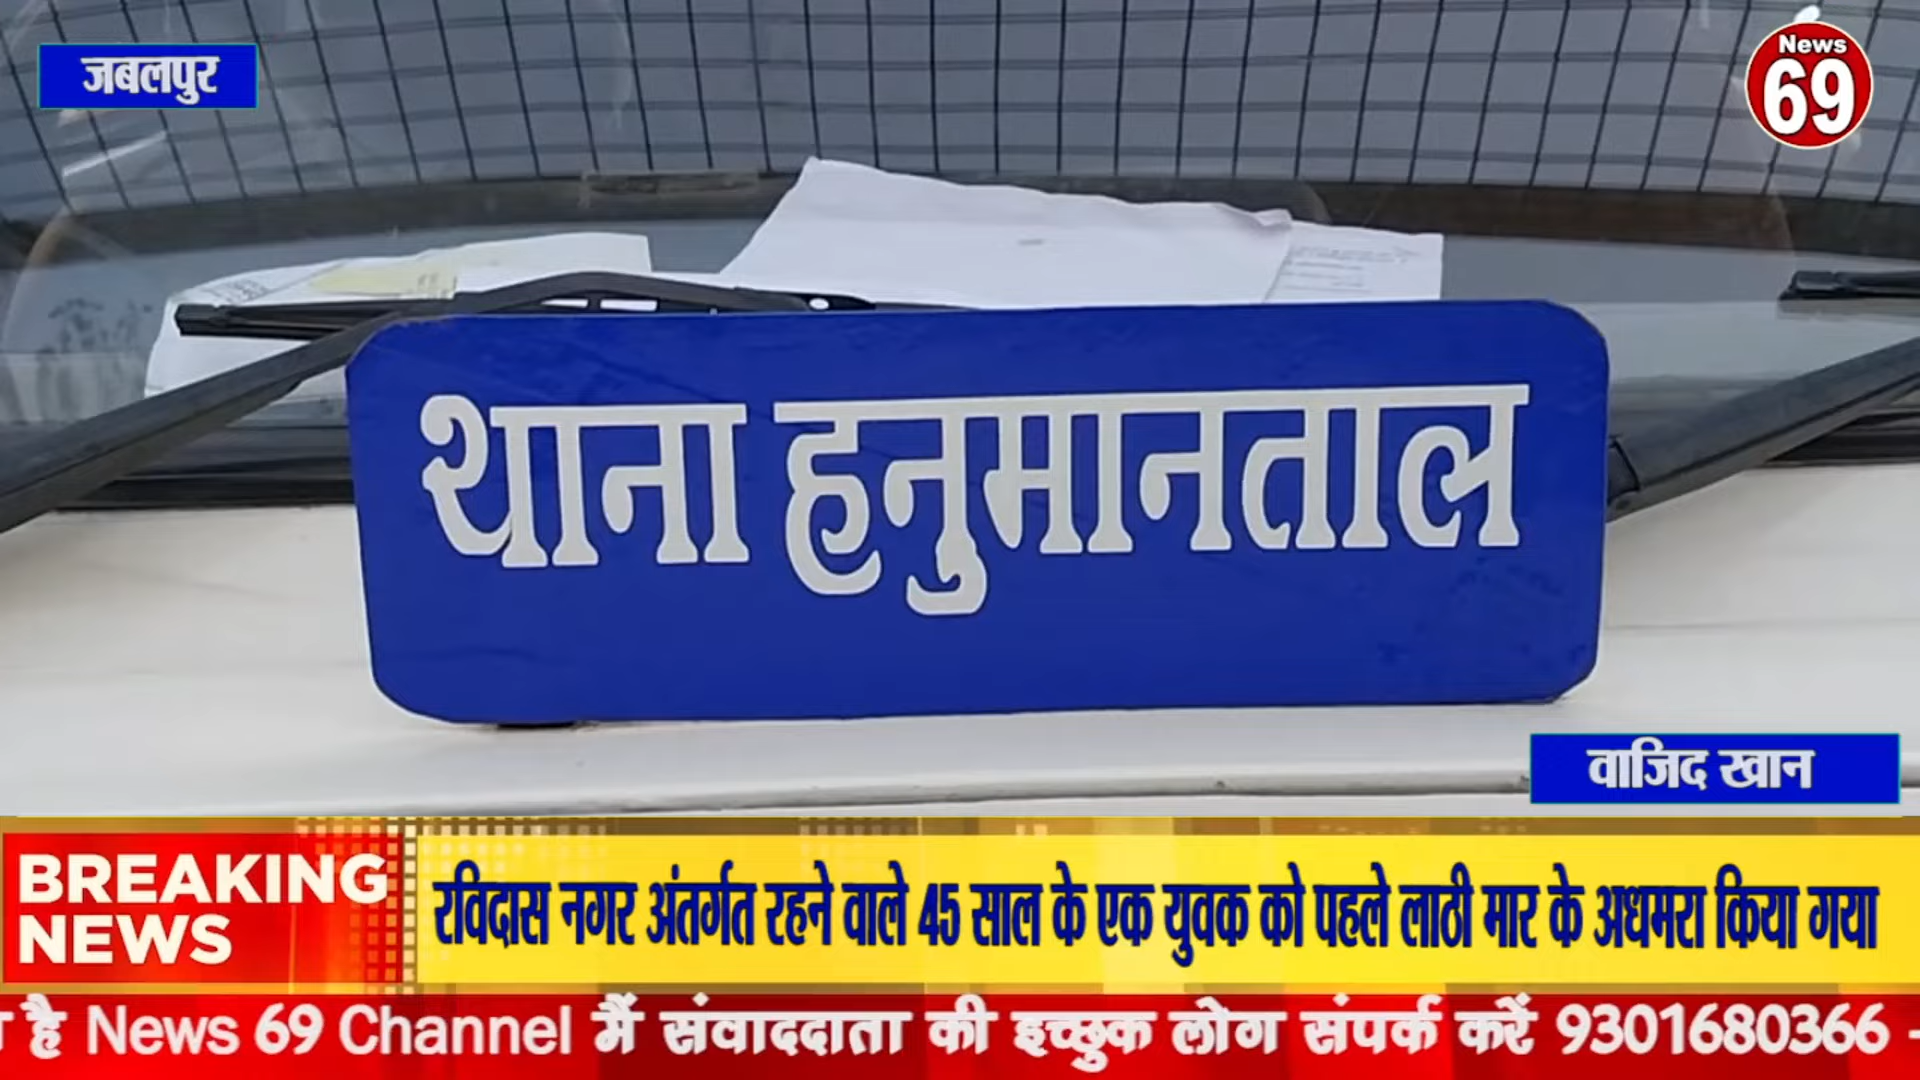 जबलपुर
News
69
थाना हनुमानताल
वाजिद खान
BREAKING
NEWS
रविदास नगर अंतर्गत रहने वाले 45 साल के एक युवक को पहले लाठी मार के अधमरा किया गया
है News 69 Channel मैं संवाददाता की इच्छुक लोग संपर्क करें 9301680366 -